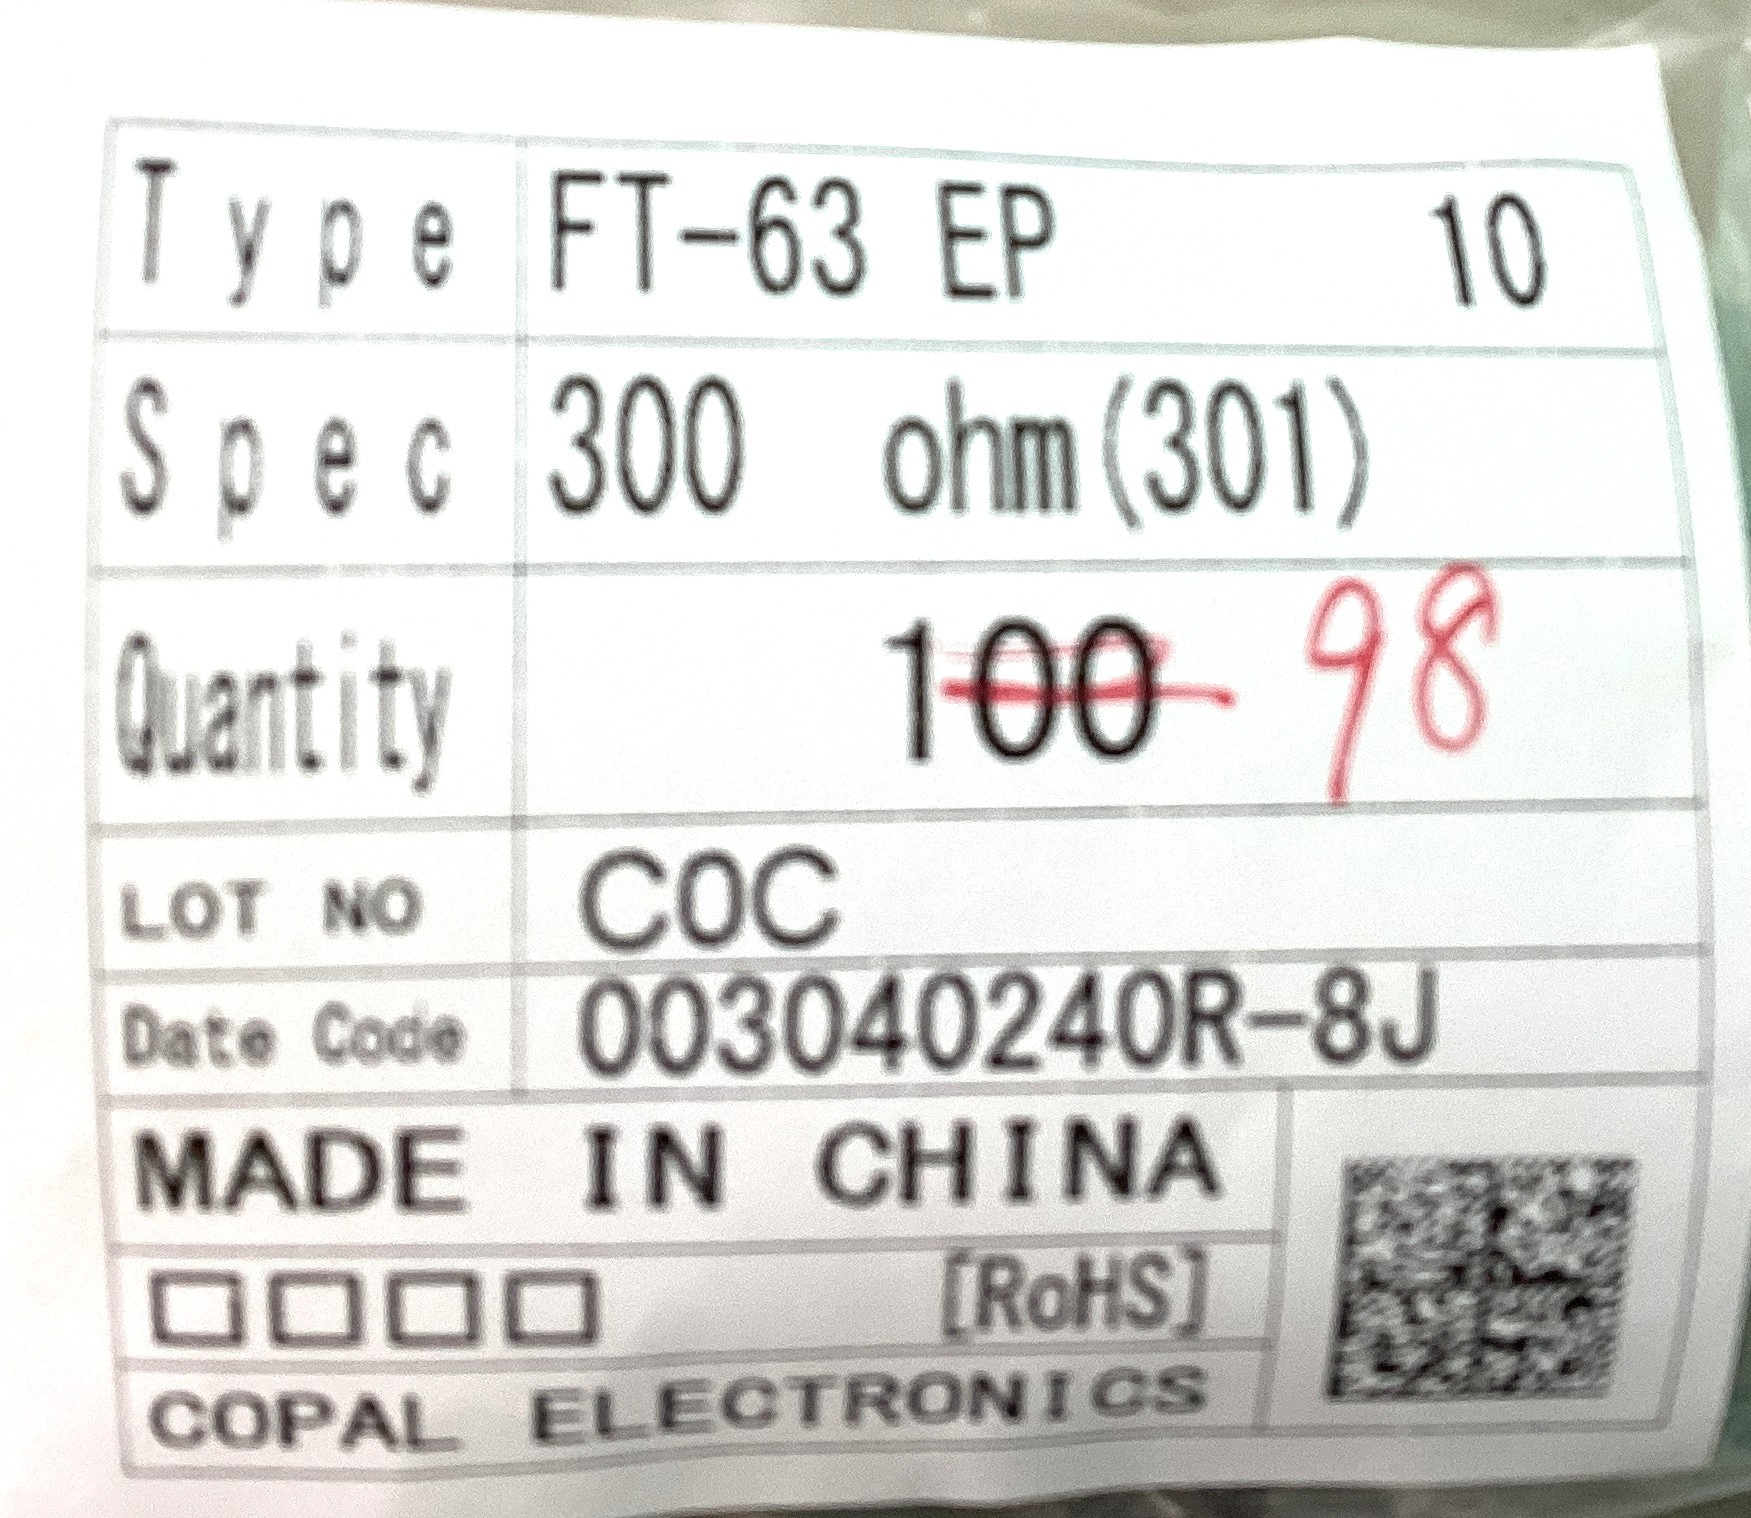 Type FT-63 EP 10
Spec 300 ohm(301)
Quantity 100 98
LOT NO C0C
Date Code 003040240R-8J
MADE IN CHINA
□□□□ [RoHS]
COPAL ELECTRONICS